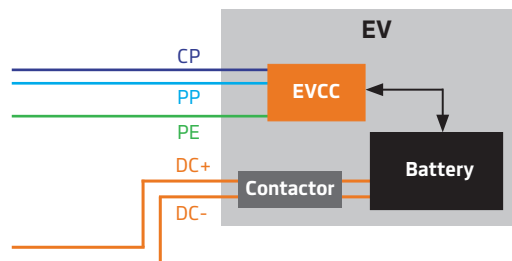 EV
CP
EVCC
PP
PE
DC+
Battery
Contactor
DC-